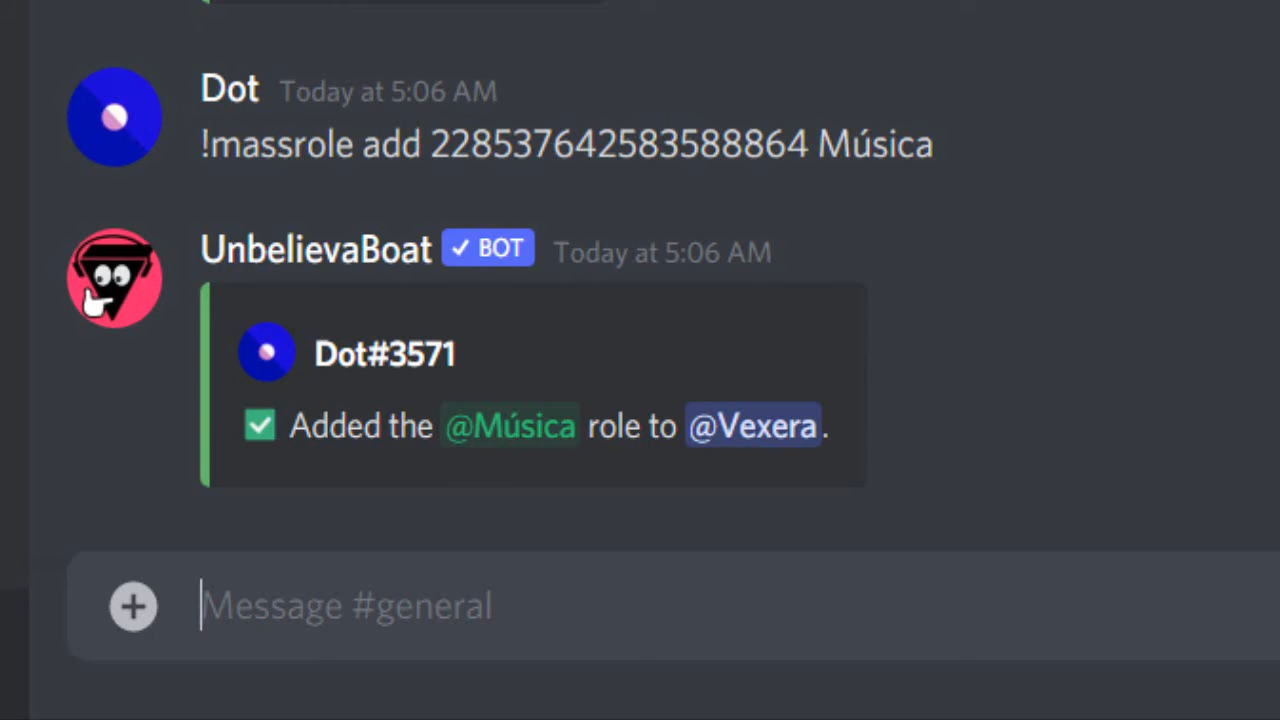 Dot Today at 5:06 AM
!massrole add 228537642583588864 Música
UnbelievaBoat ✓ BOT Today at 5:06 AM
Dot#3571
✅ Added the @Música role to @Vexera.
Message #general